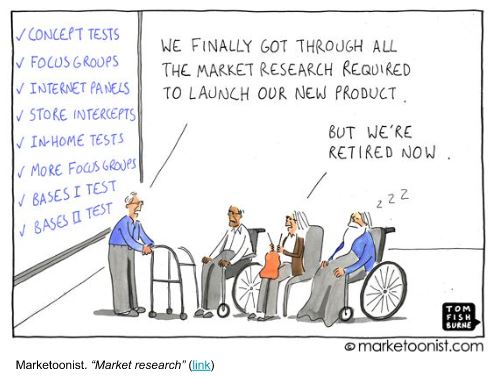 ✓ CONCEPT TESTS
✓ FOCUS GROUPS
✓ INTERNET PANELS
✓ STORE INTERCEPTS
✓ IN-HOME TESTS
✓ MORE FOCUS GROUPS
✓ BASES I TEST
✓ BASES II TEST
WE FINALLY GOT THROUGH ALL
THE MARKET RESEARCH REQUIRED
TO LAUNCH OUR NEW PRODUCT.
BUT WE'RE
RETIRED NOW.
z z z
TOM
FISH
BURNE
© marketoonist.com
Marketoonist. “Market research” (link)